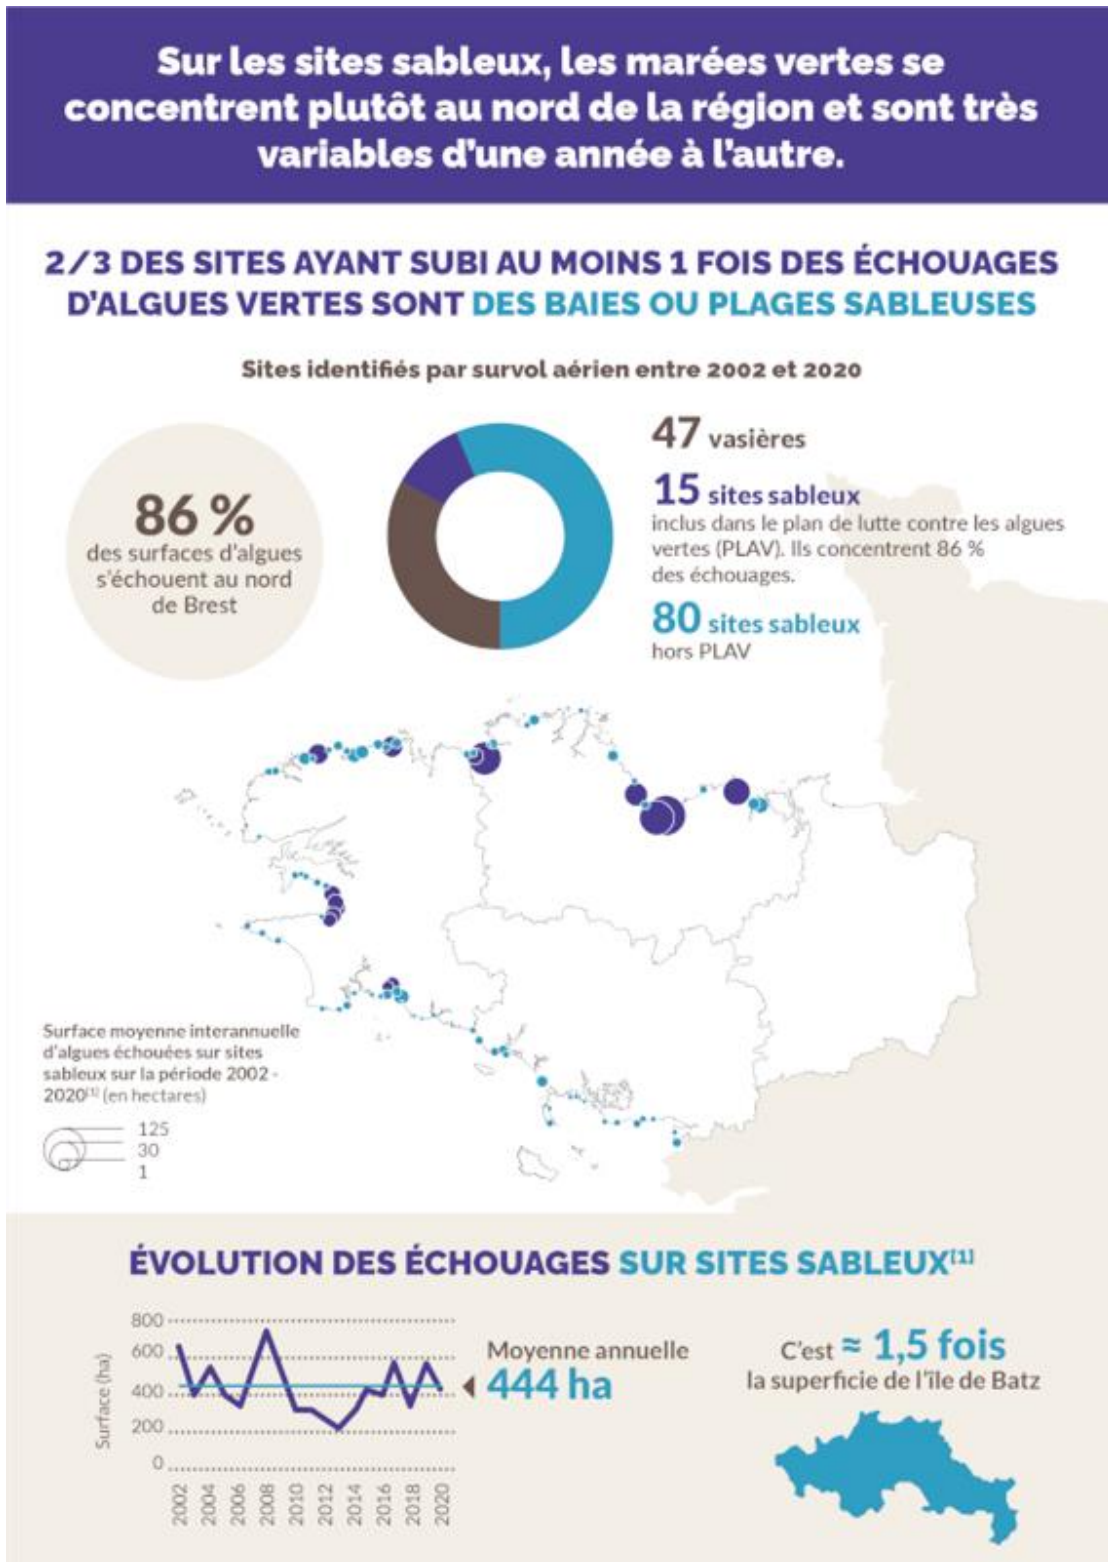 Sur les sites sableux, les marées vertes se
concentrent plutôt au nord de la région et sont très
variables d'une année à l'autre.
2/3 DES SITES AYANT SUBI AU MOINS 1 FOIS DES ÉCHOUAGES
D'ALGUES VERTES SONT DES BAIES OU PLAGES SABLEUSES
Sites identifiés par survol aérien entre 2002 et 2020
86 %
des surfaces d'algues
s'échouent au nord
de Brest
47 vasières
15 sites sableux
inclus dans le plan de lutte contre les algues
vertes (PLAV). Ils concentrent 86 %
des échouages.
80 sites sableux
hors PLAV
Surface moyenne interannuelle
d'algues échouées sur sites
sableux sur la période 2002 -
2020[1] (en hectares)
125
30
1
ÉVOLUTION DES ÉCHOUAGES SUR SITES SABLEUX[1]
Surface (ha)
800
600
400
200
0
2002
2004
2006
2008
2010
2012
2014
2016
2018
2020
Moyenne annuelle
444 ha
C'est ≈ 1,5 fois
la superficie de l'île de Batz